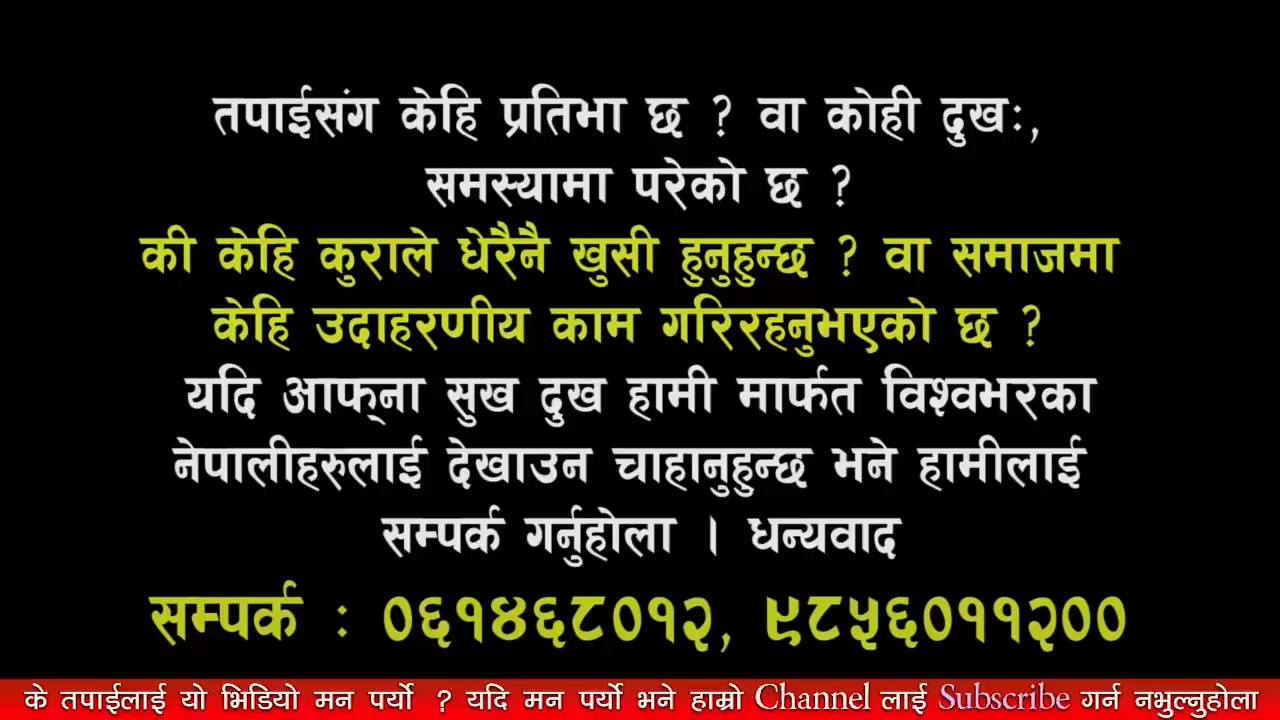 तपाईसंग केहि प्रतिभा छ ? वा कोही दुखः,
समस्यामा परेको छ ?
की केहि कुराले धेरैनै खुसी हुनुहुन्छ ? वा समाजमा
केहि उदाहरणीय काम गरिरहनुभएको छ ?
यदि आफ्‌ना सुख दुख हामी मार्फत विश्वभरका
नेपालीहरुलाई देखाउन चाहानुहुन्छ भने हामीलाई
सम्पर्क गर्नुहोला । धन्यवाद
सम्पर्क : ०६१४६८०१२, ९८५६०११२००
के तपाईलाई यो भिडियो मन पर्यो ? यदि मन पर्यो भने हाम्रो Channel लाई Subscribe गर्न नभुल्नुहोला